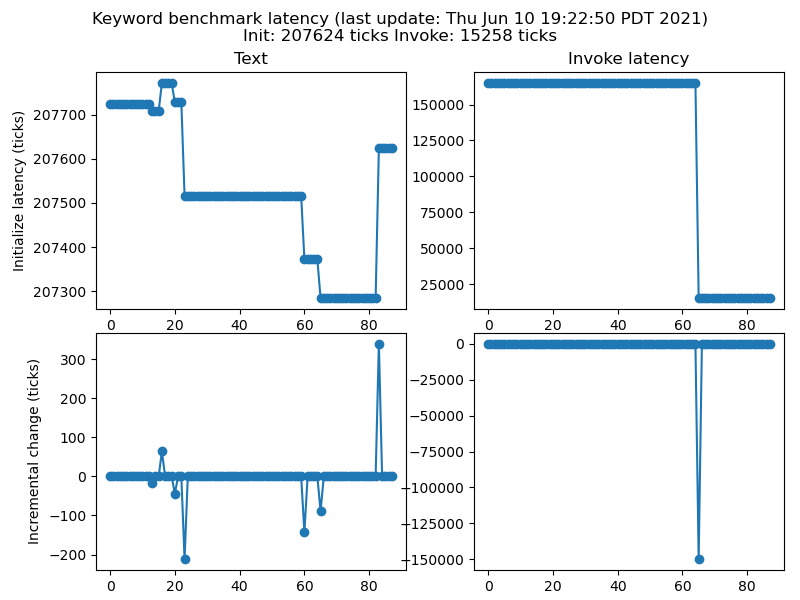 Keyword benchmark latency (last update: Thu Jun 10 19:22:50 PDT 2021)
Init: 207624 ticks Invoke: 15258 ticks
Text
Invoke latency
Initialize latency (ticks)
207700
207600
207500
207400
207300
0 20 40 60 80
150000
125000
100000
75000
50000
25000
0 20 40 60 80
Incremental change (ticks)
300
200
100
0
−100
−200
0 20 40 60 80
0
−25000
−50000
−75000
−100000
−125000
−150000
0 20 40 60 80